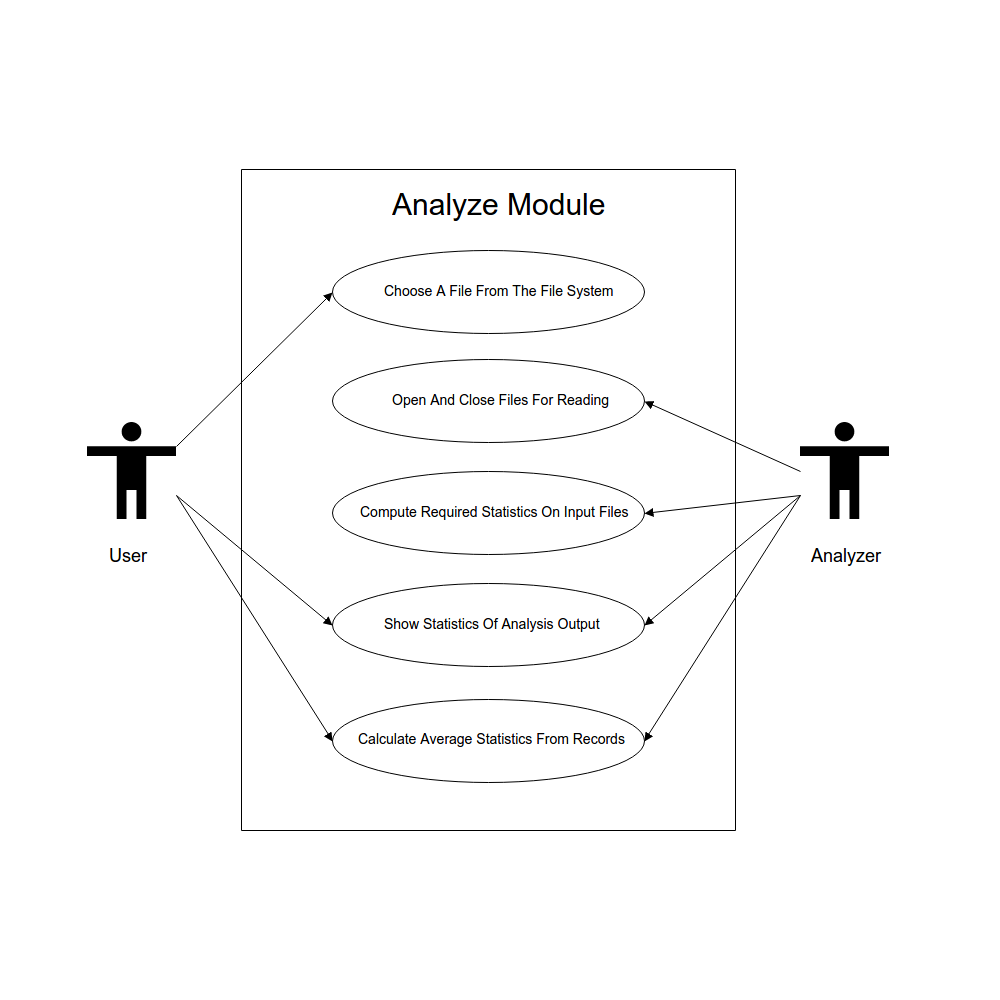 Analyze Module
Choose A File From The File System
Open And Close Files For Reading
Compute Required Statistics On Input Files
User
Analyzer
Show Statistics Of Analysis Output
Calculate Average Statistics From Records